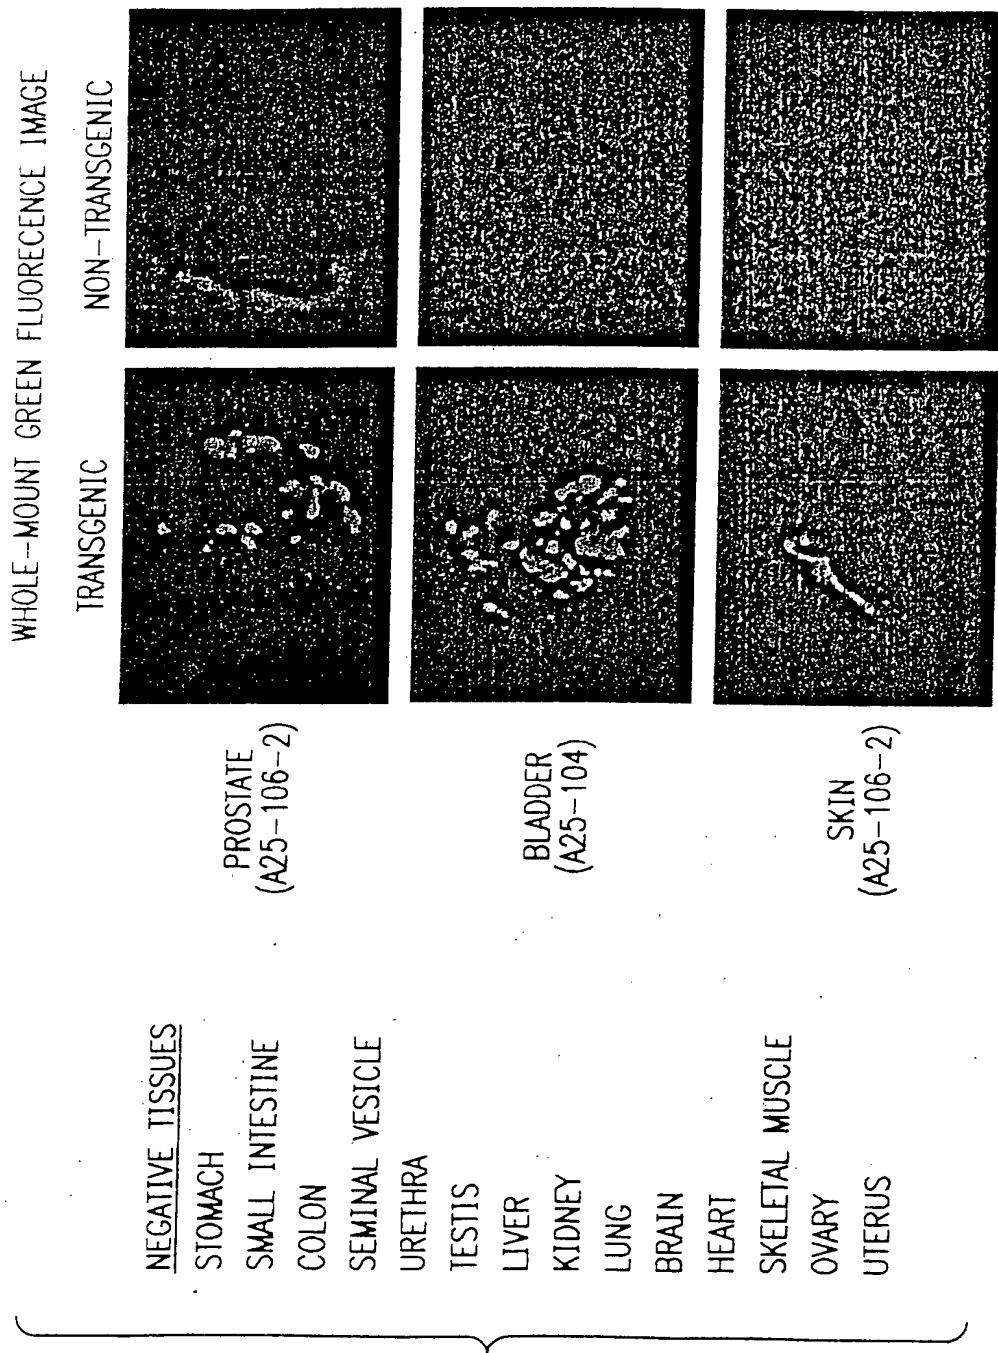 WHOLE-MOUNT GREEN FLUORECENCE IMAGE
TRANSGENIC
NON-TRANSGENIC
PROSTATE
(A25-106-2)
BLADDER
(A25-104)
SKIN
(A25-106-2)
NEGATIVE TISSUES
STOMACH
SMALL INTESTINE
COLON
SEMINAL VESICLE
URETHRA
TESTIS
LIVER
KIDNEY
LUNG
BRAIN
HEART
SKELETAL MUSCLE
OVARY
UTERUS